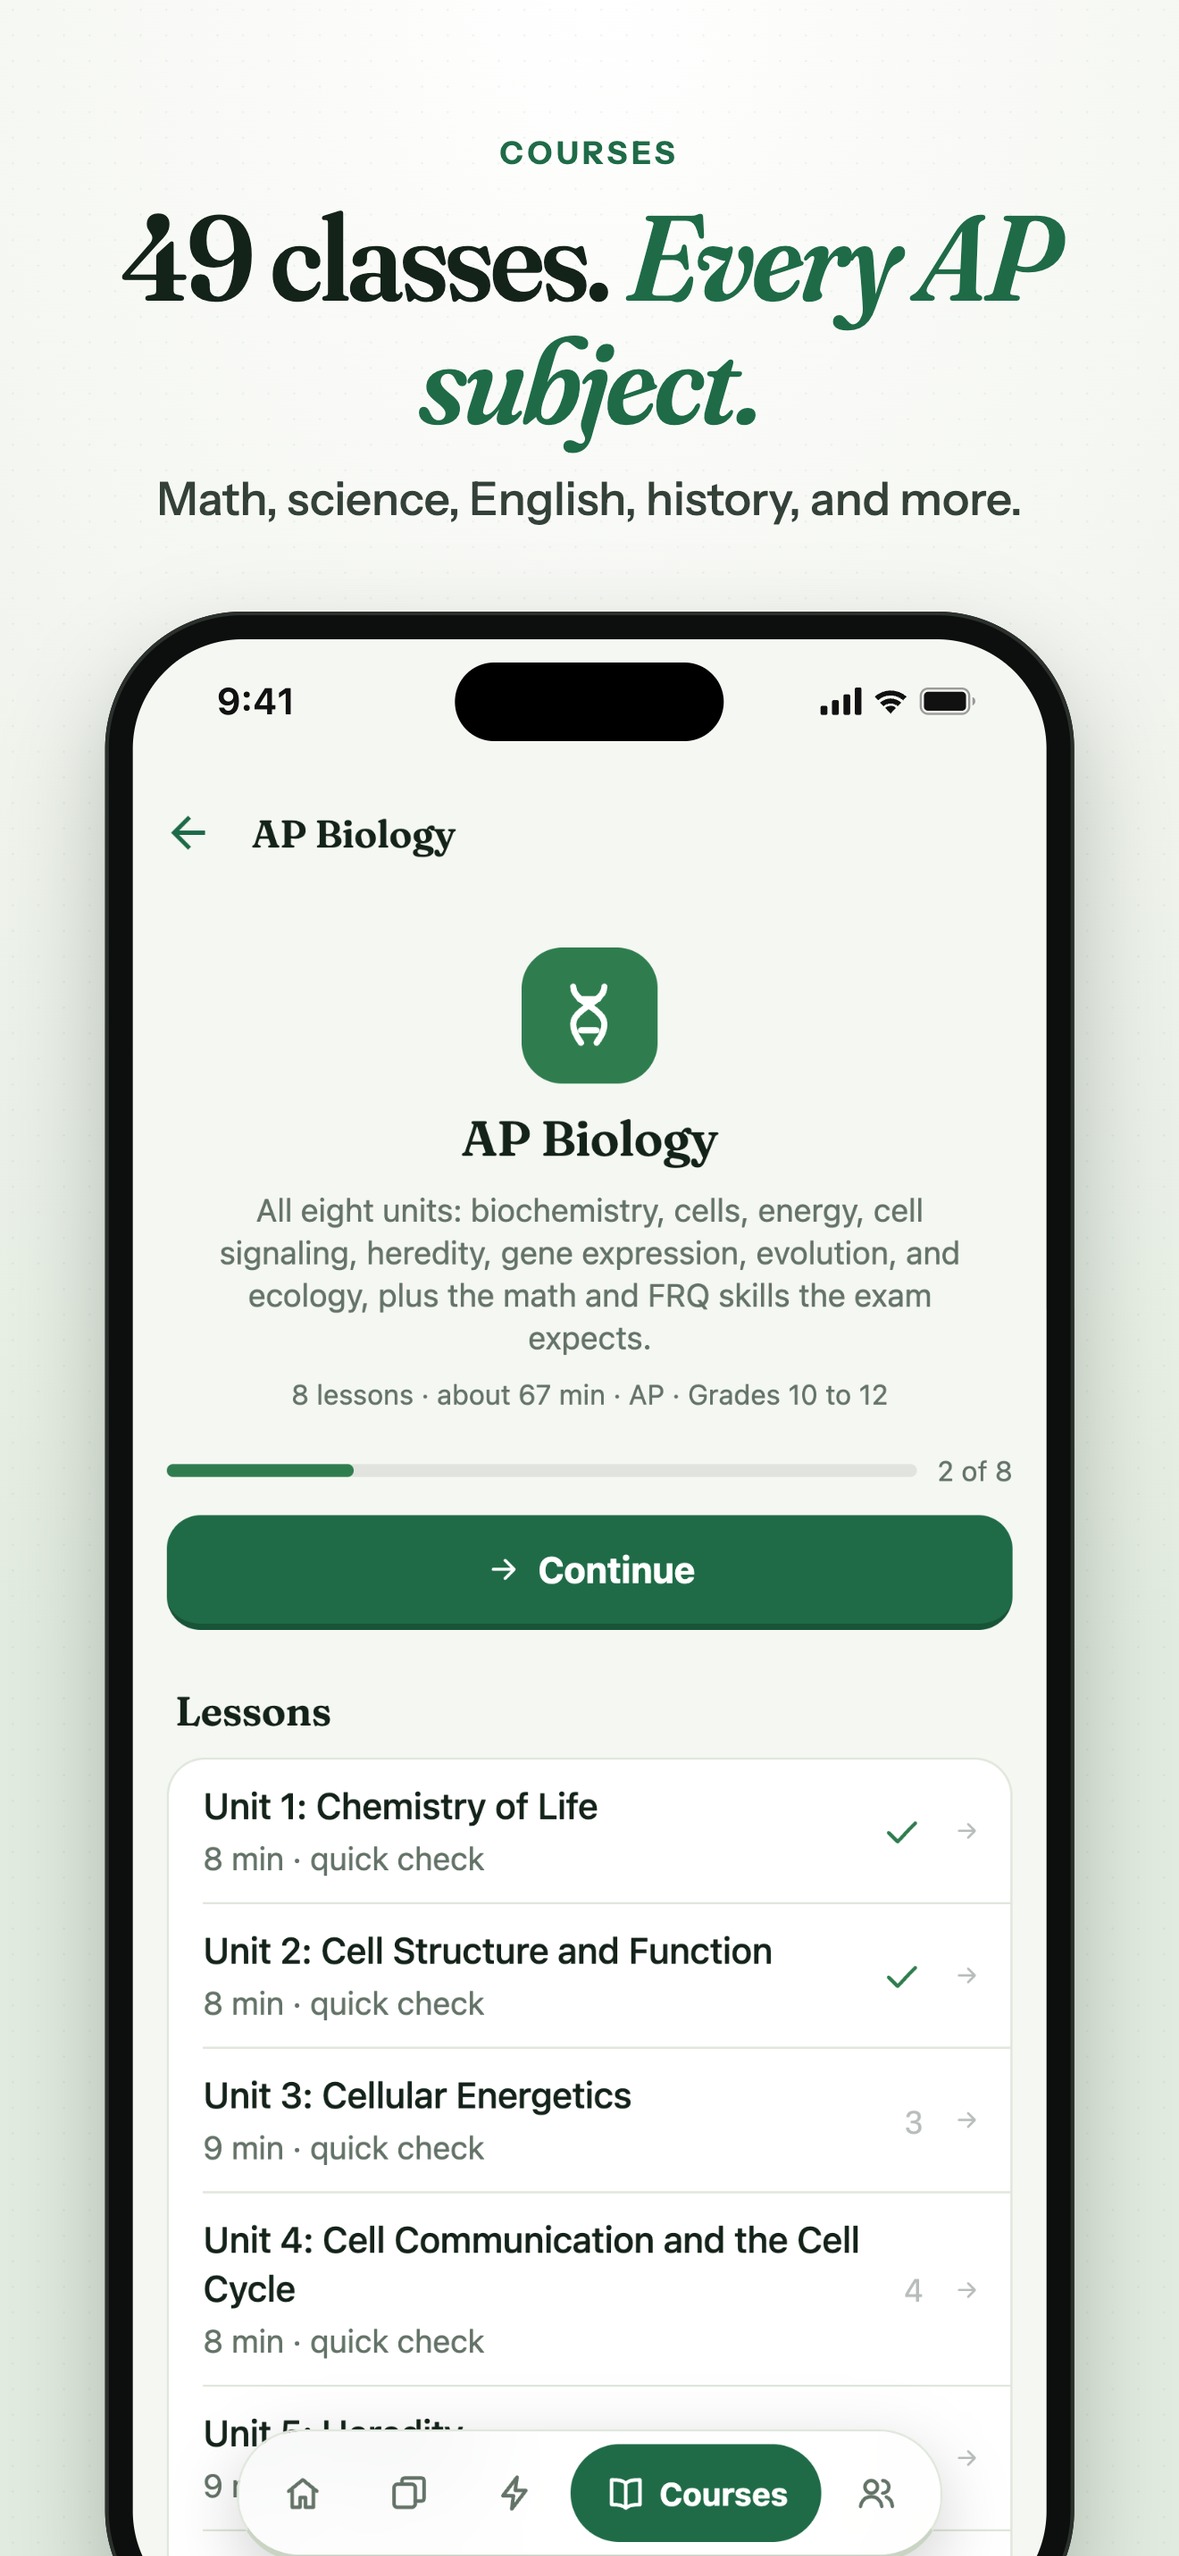 COURSES
49 classes. Every AP
subject.
Math, science, English, history, and more.
9:41
AP Biology
AP Biology
All eight units: biochemistry, cells, energy, cell
signaling, heredity, gene expression, evolution, and
ecology, plus the math and FRQ skills the exam
expects.
8 lessons · about 67 min · AP · Grades 10 to 12
2 of 8
Continue
Lessons
Unit 1: Chemistry of Life
8 min · quick check
Unit 2: Cell Structure and Function
8 min · quick check
Unit 3: Cellular Energetics
9 min · quick check
3
Unit 4: Cell Communication and the Cell
Cycle
8 min · quick check
4
Unit 5: Heredity
9
Courses